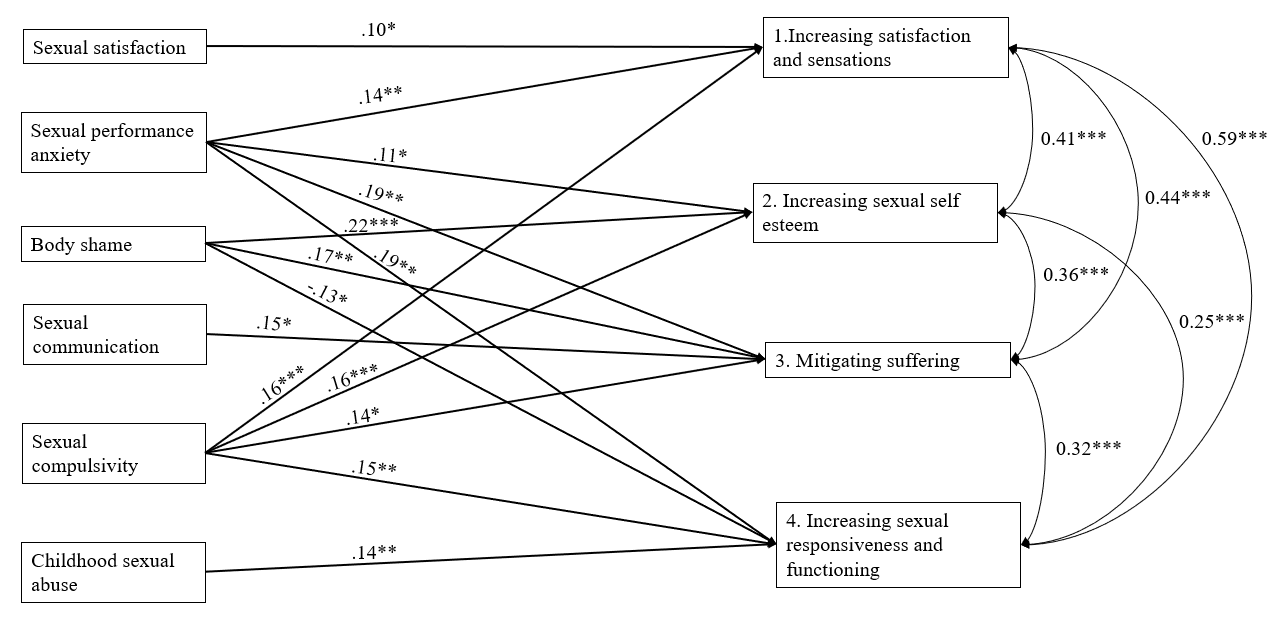 Sexual satisfaction
Sexual performance
anxiety
Body shame
Sexual
communication
Sexual
compulsivity
Childhood sexual
abuse
.10*
.14**
.11*
.19**
.22***
.17**
.19**
-.13*
.15*
.16***
.16***
.14*
.15**
.14**
1.Increasing satisfaction
and sensations
2. Increasing sexual self
esteem
3. Mitigating suffering
4. Increasing sexual
responsiveness and
functioning
0.41***
0.59***
0.44***
0.36***
0.25***
0.32***